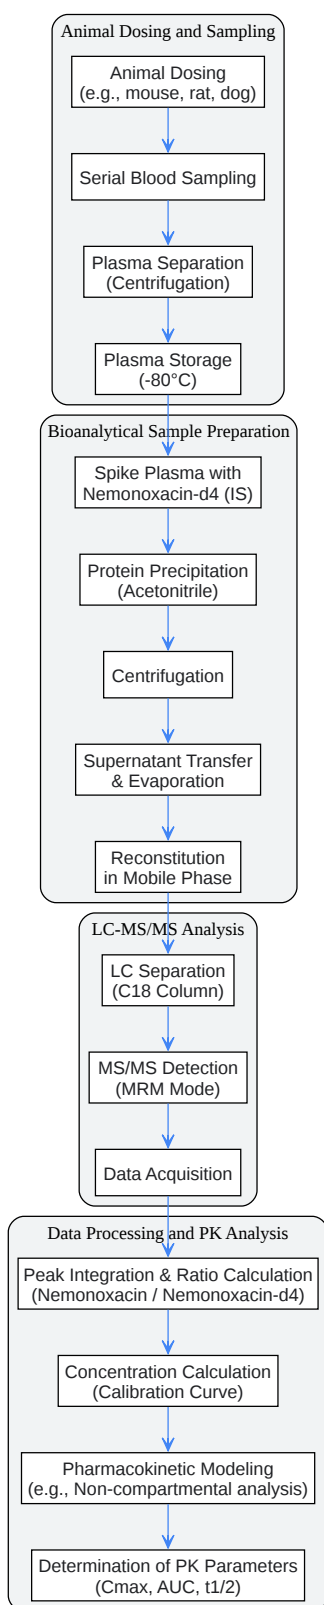 Animal Dosing and Sampling
Animal Dosing
(e.g., mouse, rat, dog)
Serial Blood Sampling
Plasma Separation
(Centrifugation)
Plasma Storage
(-80°C)
Bioanalytical Sample Preparation
Spike Plasma with
Nemonoxacin-d4 (IS)
Protein Precipitation
(Acetonitrile)
Centrifugation
Supernatant Transfer
& Evaporation
Reconstitution
in Mobile Phase
LC-MS/MS Analysis
LC Separation
(C18 Column)
MS/MS Detection
(MRM Mode)
Data Acquisition
Data Processing and PK Analysis
Peak Integration & Ratio Calculation
(Nemonoxacin / Nemonoxacin-d4)
Concentration Calculation
(Calibration Curve)
Pharmacokinetic Modeling
(e.g., Non-compartmental analysis)
Determination of PK Parameters
(Cmax, AUC, t1/2)